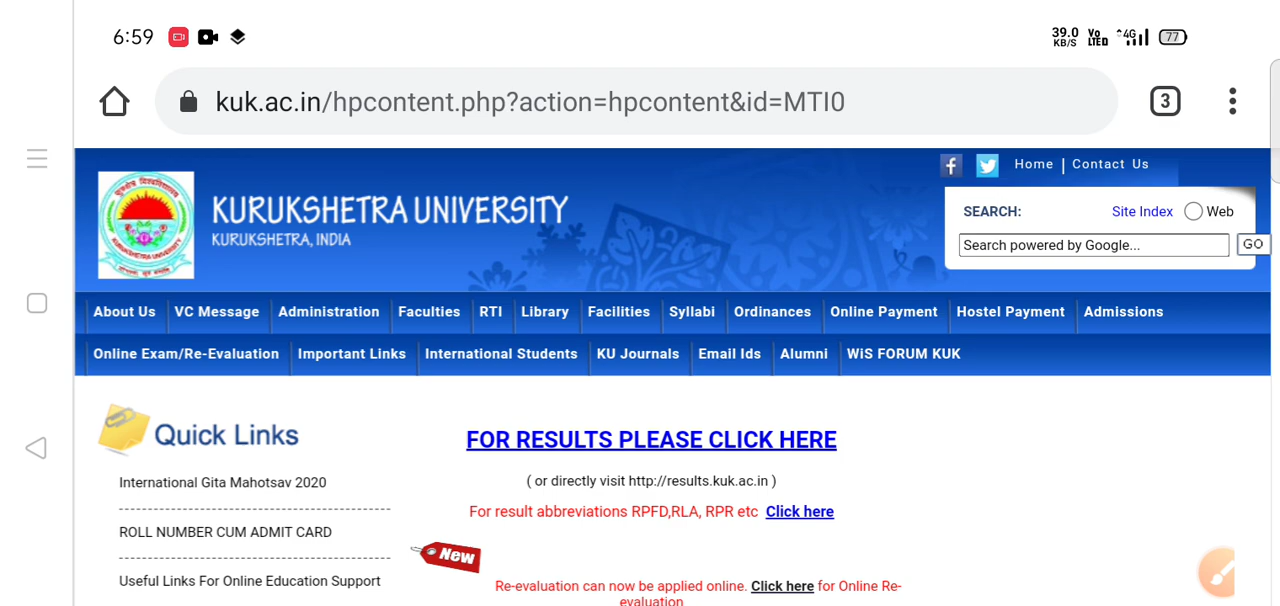 6:59
39.0 KB/S Vo LTE 4G 77
kuk.ac.in/hpcontent.php?action=hpcontent&id=MTI0
3
Home | Contact Us
KURUKSHETRA UNIVERSITY
KURUKSHETRA, INDIA
SEARCH: Site Index Web
Search powered by Google... GO
About Us VC Message Administration Faculties RTI Library Facilities Syllabi Ordinances Online Payment Hostel Payment Admissions
Online Exam/Re-Evaluation Important Links International Students KU Journals Email Ids Alumni WiS FORUM KUK
Quick Links
FOR RESULTS PLEASE CLICK HERE
International Gita Mahotsav 2020
( or directly visit http://results.kuk.ac.in )
For result abbreviations RPFD,RLA, RPR etc Click here
ROLL NUMBER CUM ADMIT CARD
New
Useful Links For Online Education Support
Re-evaluation can now be applied online. Click here for Online Re-
evaluation